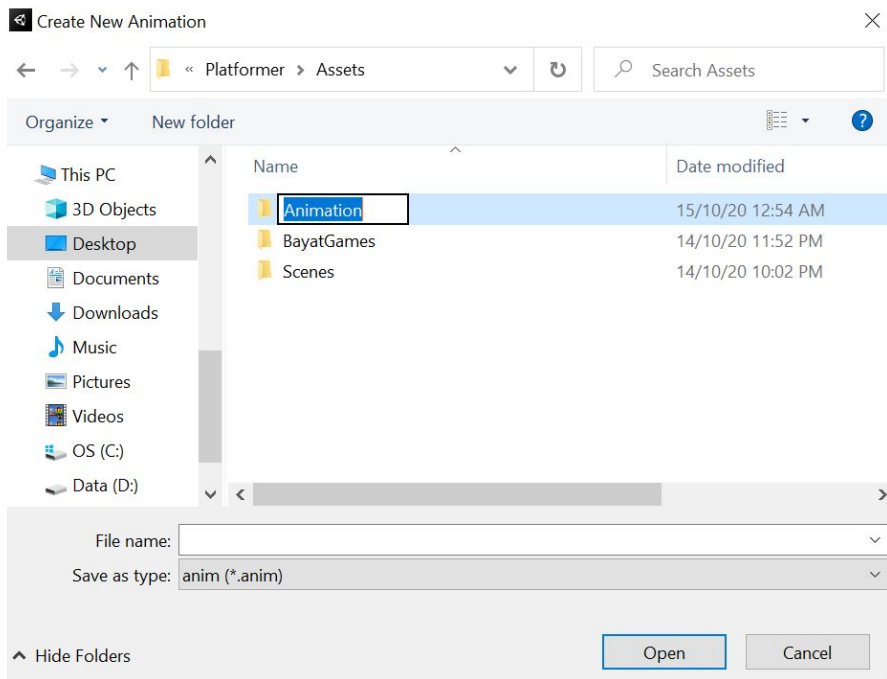 Create New Animation
« Platformer > Assets
Search Assets
Organize
New folder
?
Name
Date modified
This PC
3D Objects
Desktop
Documents
Downloads
Music
Pictures
Videos
OS (C:)
Data (D:)
Animation 15/10/20 12:54 AM
BayatGames 14/10/20 11:52 PM
Scenes 14/10/20 10:02 PM
File name:
Save as type: anim (*.anim)
Hide Folders
Open
Cancel